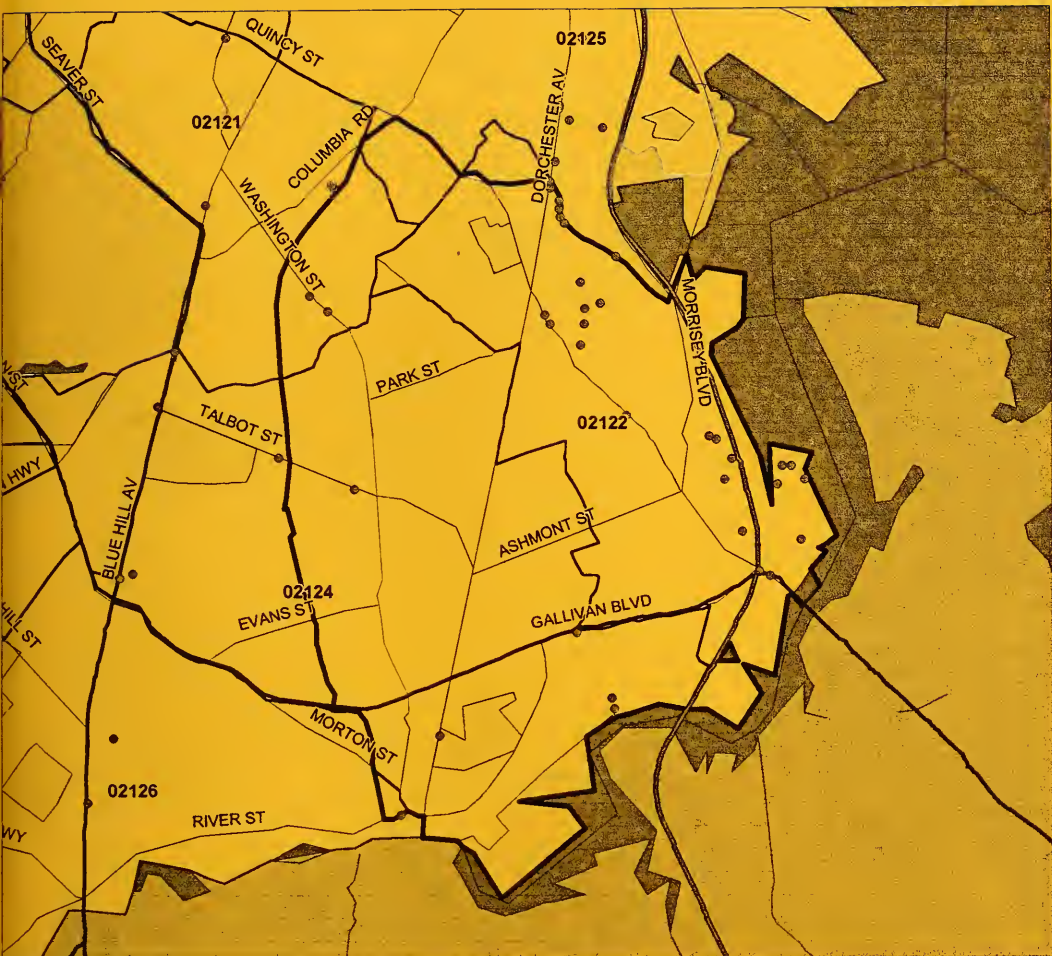 QUINCY ST
02125
SEAVER ST
DORCHESTER AV
02121
COLUMBIA RD
WASHINGTON ST
MORRISEY BLVD
PARK ST
N ST
TALBOT ST
02122
HWY
BLUE HILL AV
ASHMONT ST
02124
EVANS ST
GALLIVAN BLVD
HILL ST
MORTON ST
02126
RIVER ST
WY